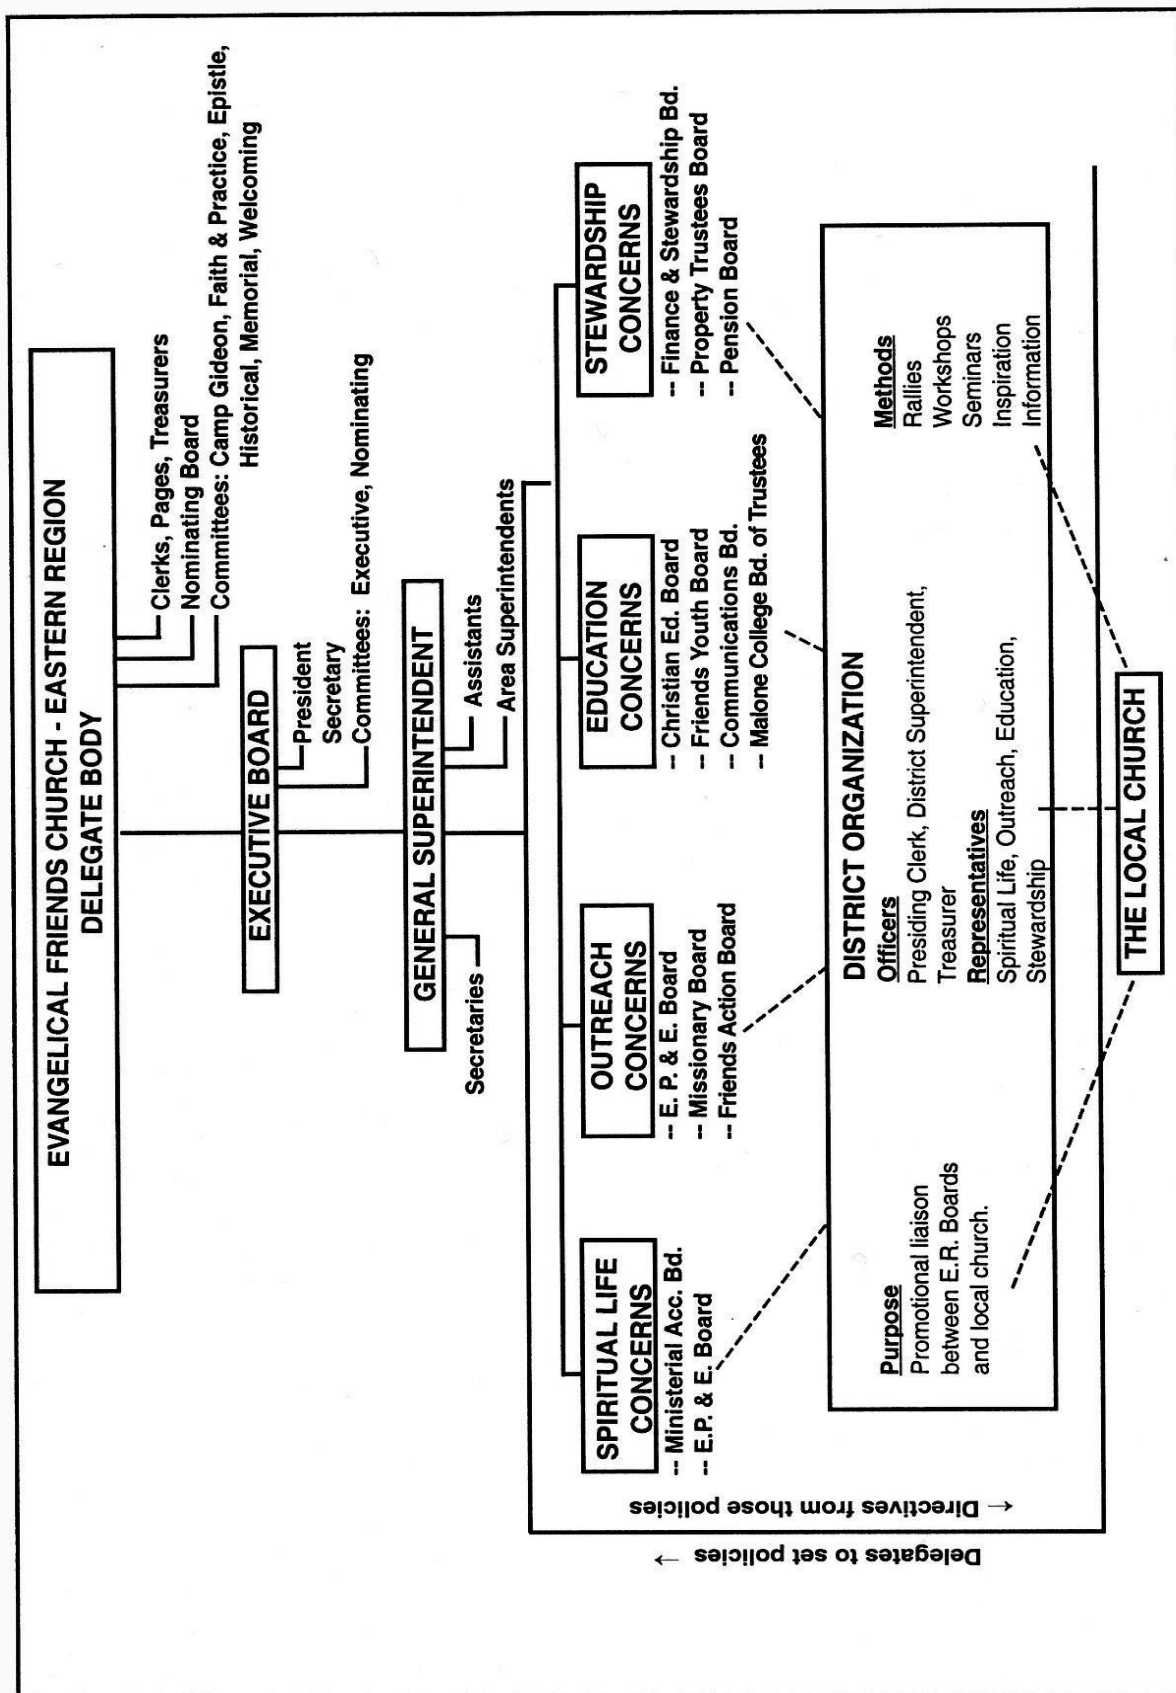 EVANGELICAL FRIENDS CHURCH - EASTERN REGION
DELEGATE BODY
Clerks, Pages, Treasurers
Nominating Board
Committees: Camp Gideon, Faith & Practice, Epistle,
Historical, Memorial, Welcoming
EXECUTIVE BOARD
President
Secretary
Committees: Executive, Nominating
GENERAL SUPERINTENDENT
Secretaries
Assistants
Area Superintendents
SPIRITUAL LIFE
CONCERNS
-- Ministerial Acc. Bd.
-- E.P. & E. Board
OUTREACH
CONCERNS
-- E. P. & E. Board
-- Missionary Board
-- Friends Action Board
EDUCATION
CONCERNS
-- Christian Ed. Board
-- Friends Youth Board
-- Communications Bd.
-- Malone College Bd. of Trustees
STEWARDSHIP
CONCERNS
-- Finance & Stewardship Bd.
-- Property Trustees Board
-- Pension Board
DISTRICT ORGANIZATION
Purpose
Promotional liaison
between E.R. Boards
and local church.
Officers
Presiding Clerk, District Superintendent,
Treasurer
Representatives
Spiritual Life, Outreach, Education,
Stewardship
Methods
Rallies
Workshops
Seminars
Inspiration
Information
THE LOCAL CHURCH
Delegates to set policies →
← Directives from those policies